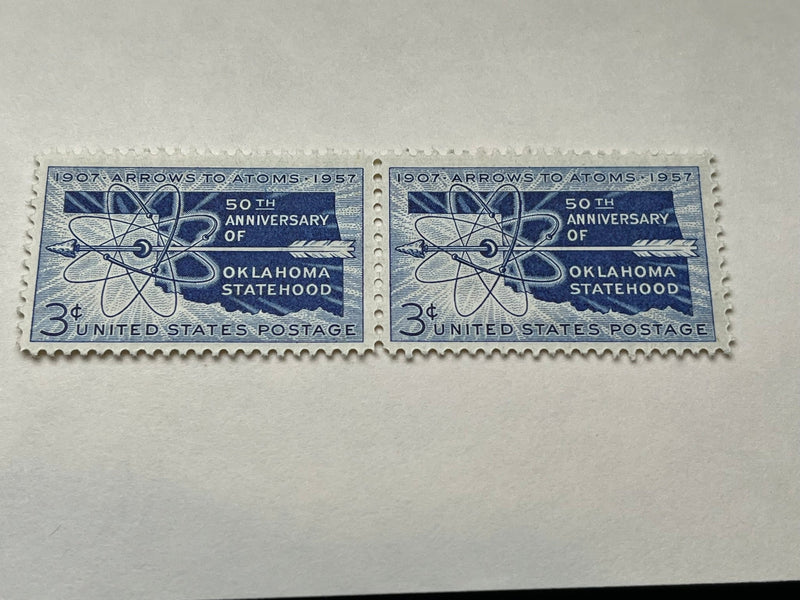 1907 · ARROWS TO ATOMS · 1957
50TH
ANNIVERSARY
OF
OKLAHOMA
STATEHOOD
3¢ UNITED STATES POSTAGE
1907 · ARROWS TO ATOMS · 1957
50TH
ANNIVERSARY
OF
OKLAHOMA
STATEHOOD
3¢ UNITED STATES POSTAGE